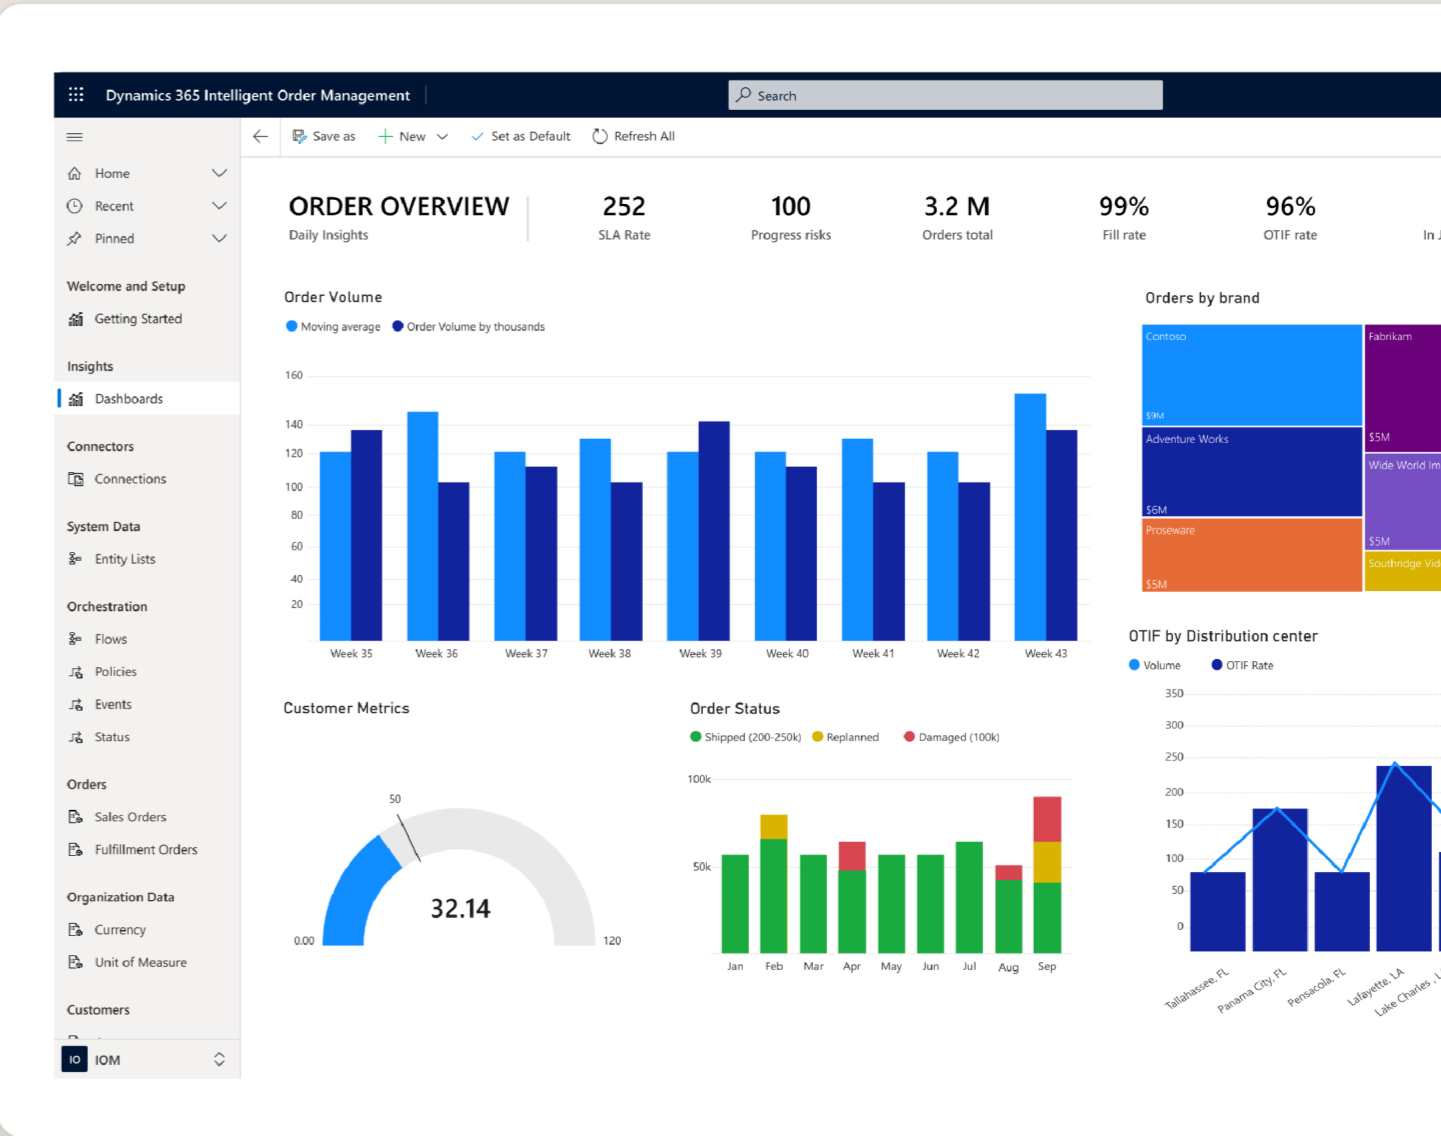 Dynamics 365 Intelligent Order Management
Search
Save as
New
Set as Default
Refresh All
Home
Recent
Pinned
Welcome and Setup
Getting Started
Insights
Dashboards
Connectors
Connections
System Data
Entity Lists
Orchestration
Flows
Policies
Events
Status
Orders
Sales Orders
Fulfillment Orders
Organization Data
Currency
Unit of Measure
Customers
IO IOM
ORDER OVERVIEW
Daily Insights
252
SLA Rate
100
Progress risks
3.2 M
Orders total
99%
Fill rate
96%
OTIF rate
In
Order Volume
Moving average Order Volume by thousands
160
140
120
100
80
60
40
20
Week 35 Week 36 Week 37 Week 38 Week 39 Week 40 Week 41 Week 42 Week 43
Orders by brand
Contoso
$9M
Adventure Works
$6M
Proseware
$5M
Fabrikam
$5M
Wide World Im
$5M
Southridge Vid
Customer Metrics
50
32.14
0.00
120
Order Status
Shipped (200-250k) Replanned Damaged (100k)
100k
50k
Jan Feb Mar Apr May Jun Jul Aug Sep
OTIF by Distribution center
Volume OTIF Rate
350
300
250
200
150
100
50
0
Tallahassee, FL
Panama City, FL
Pensacola, FL
Lafayette, LA
Lake Charles , L